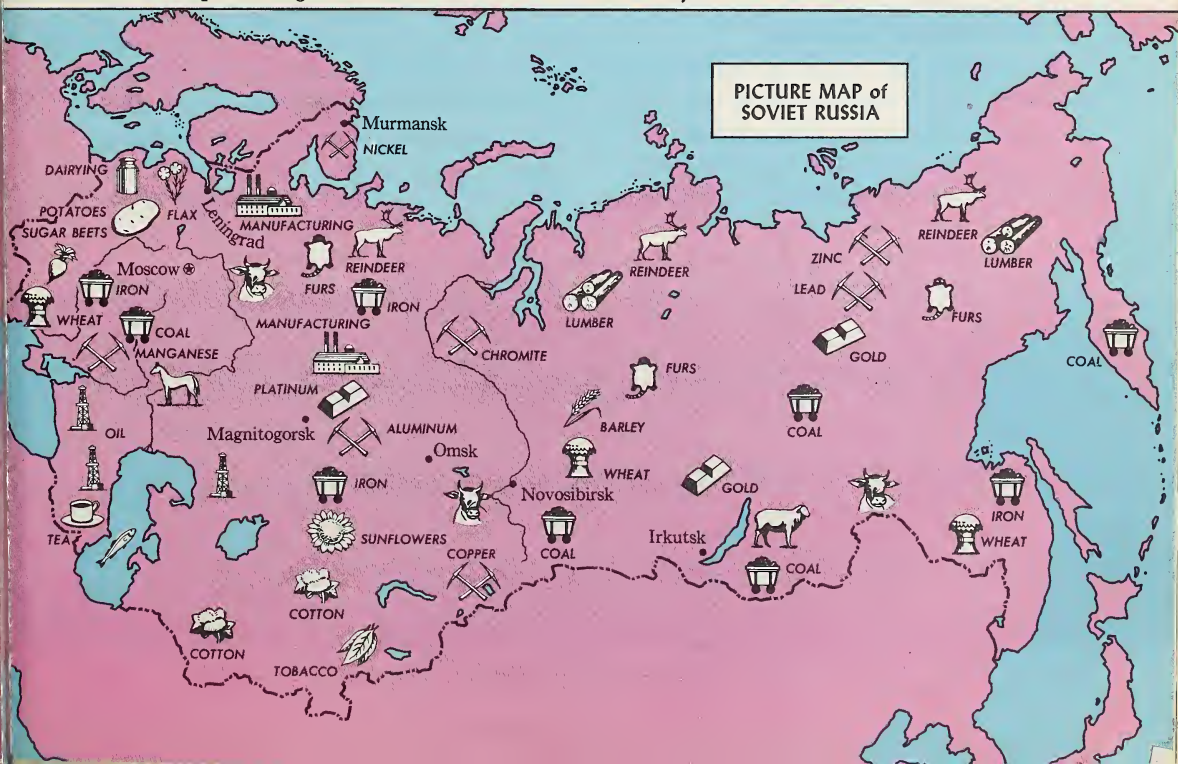 PICTURE MAP of
SOVIET RUSSIA
Murmansk
NICKEL
DAIRYING
POTATOES
FLAX
SUGAR BEETS
Leningrad
MANUFACTURING
REINDEER
FURS
Moscow
IRON
IRON
WHEAT
COAL
MANGANESE
MANUFACTURING
CHROMITE
PLATINUM
OIL
Magnitogorsk
ALUMINUM
Omsk
IRON
Novosibirsk
TEA
SUNFLOWERS
COPPER
COAL
COTTON
COTTON
TOBACCO
REINDEER
LUMBER
FURS
BARLEY
WHEAT
GOLD
Irkutsk
COAL
ZINC
LEAD
GOLD
COAL
REINDEER
LUMBER
FURS
COAL
IRON
WHEAT